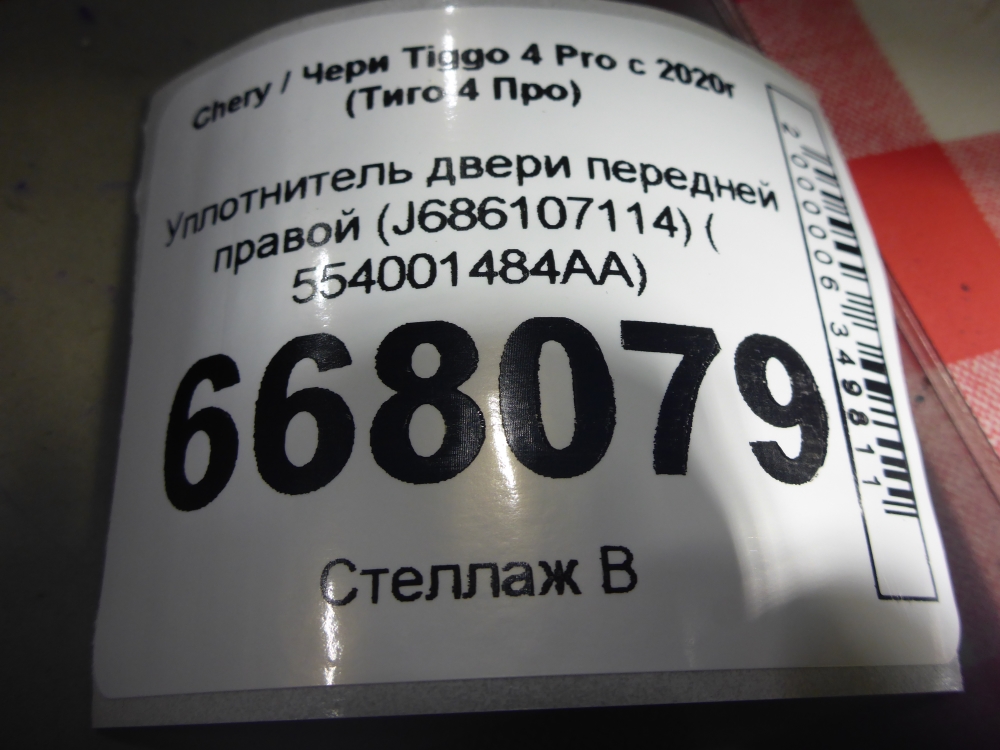 Chery / Чери Tiggo 4 Pro с 2020г
(Тиго 4 Про)
Уплотнитель двери передней
правой (J686107114) (
554001484AA)
668079
Стеллаж В
2000006349811